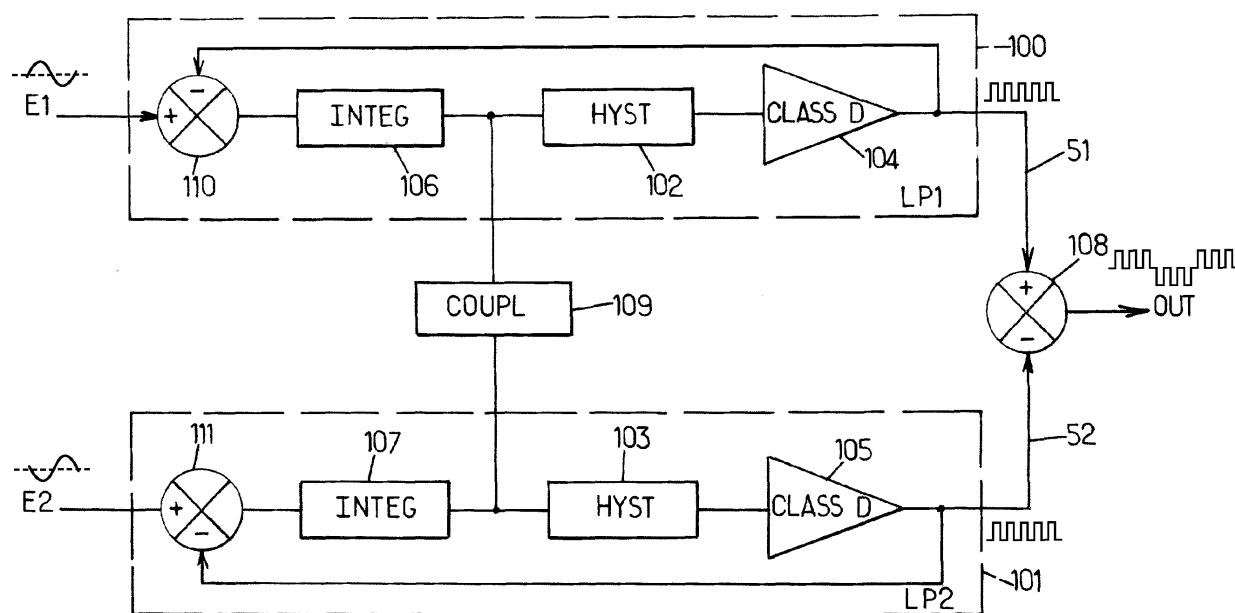 100
E1
+
−
INTEG
HYST
CLASS D
110
106
102
104
LP1
51
108
+
−
OUT
COUPL
109
111
107
103
105
52
E2
+
−
INTEG
HYST
CLASS D
LP2
101